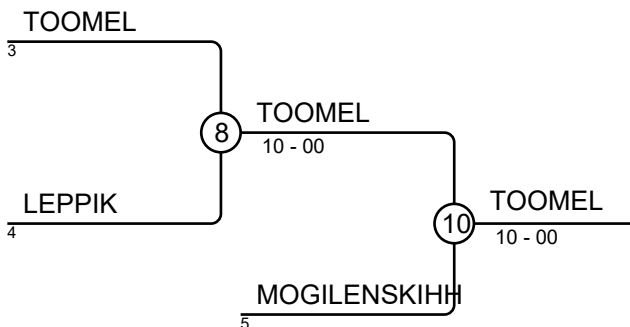 TOOMEL
3
8
TOOMEL
10 - 00
LEPPIK
4
10
TOOMEL
10 - 00
MOGILENSKIHH
5